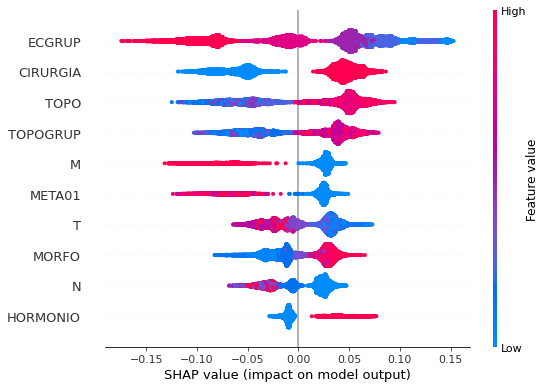 High
ECGRUP
CIRURGIA
TOPO
TOPOGRUP
M
META01
T
MORFO
N
HORMONIO
Feature value
Low
−0.15 −0.10 −0.05 0.00 0.05 0.10 0.15
SHAP value (impact on model output)